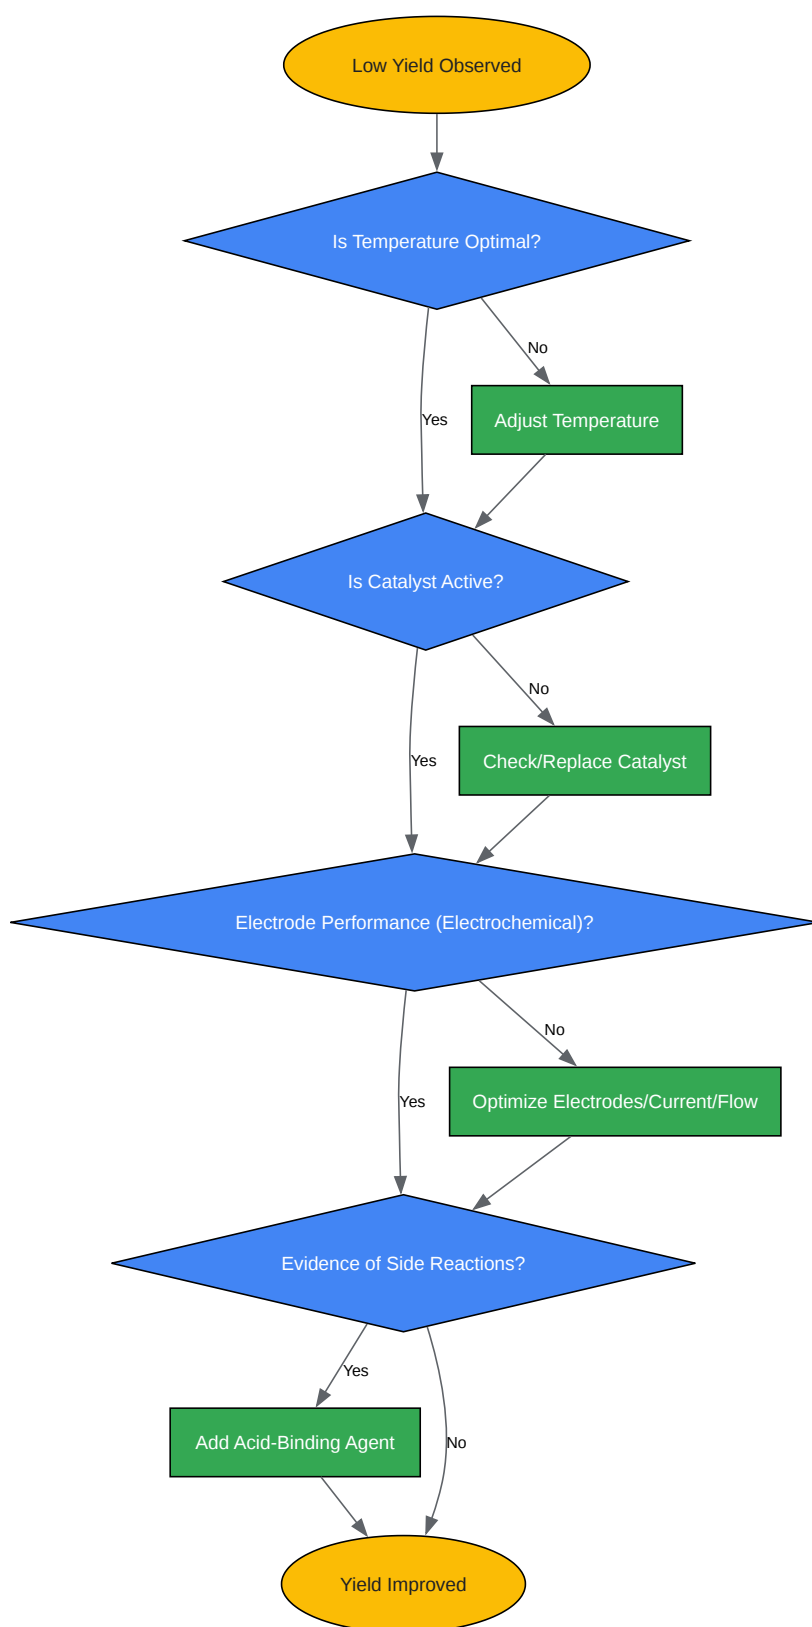 Low Yield Observed
Is Temperature Optimal?
No
Adjust Temperature
Yes
Is Catalyst Active?
No
Check/Replace Catalyst
Yes
Electrode Performance (Electrochemical)?
No
Optimize Electrodes/Current/Flow
Yes
Evidence of Side Reactions?
Yes
Add Acid-Binding Agent
No
Yield Improved